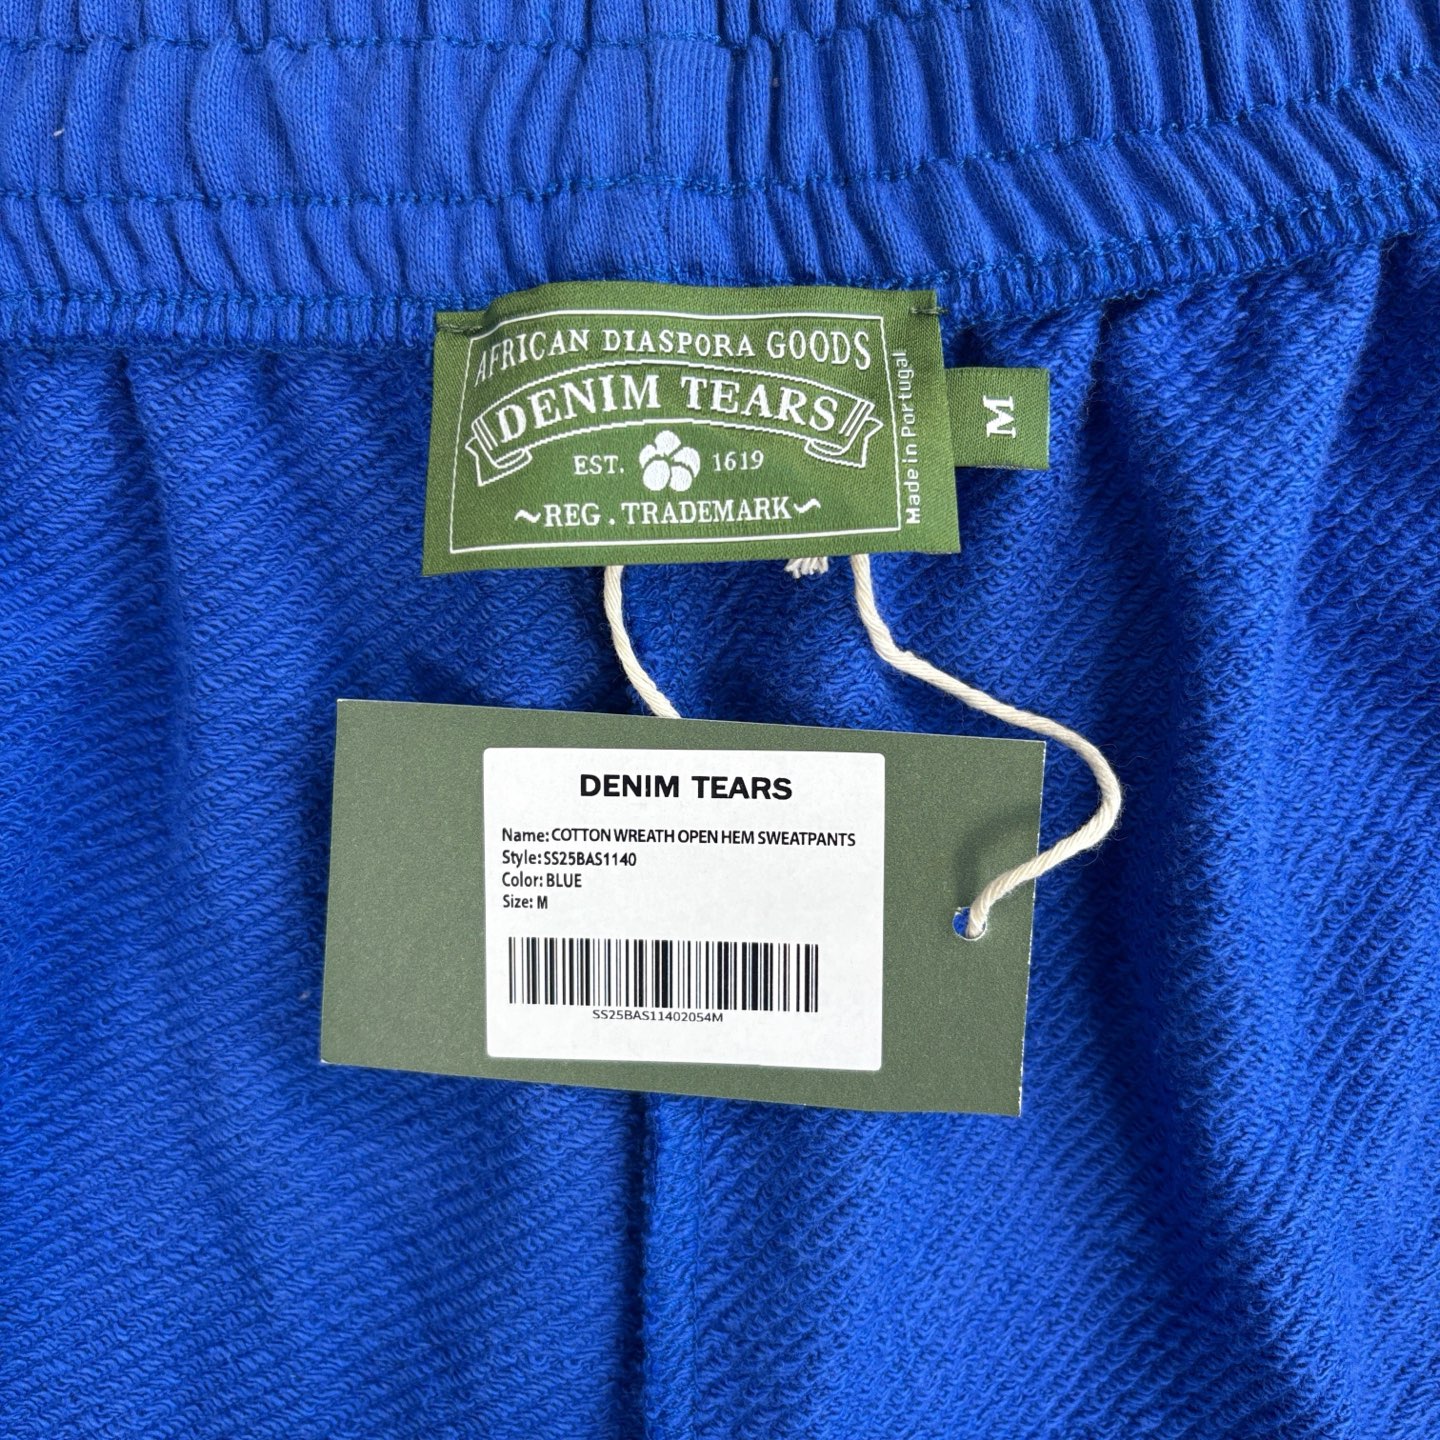 AFRICAN DIASPORA GOODS
DENIM TEARS
EST. 1619
~REG. TRADEMARK~
Made in Portugal
M
DENIM TEARS
Name: COTTON WREATH OPEN HEM SWEATPANTS
Style: SS25BAS1140
Color: BLUE
Size: M
SS25BAS11402054M